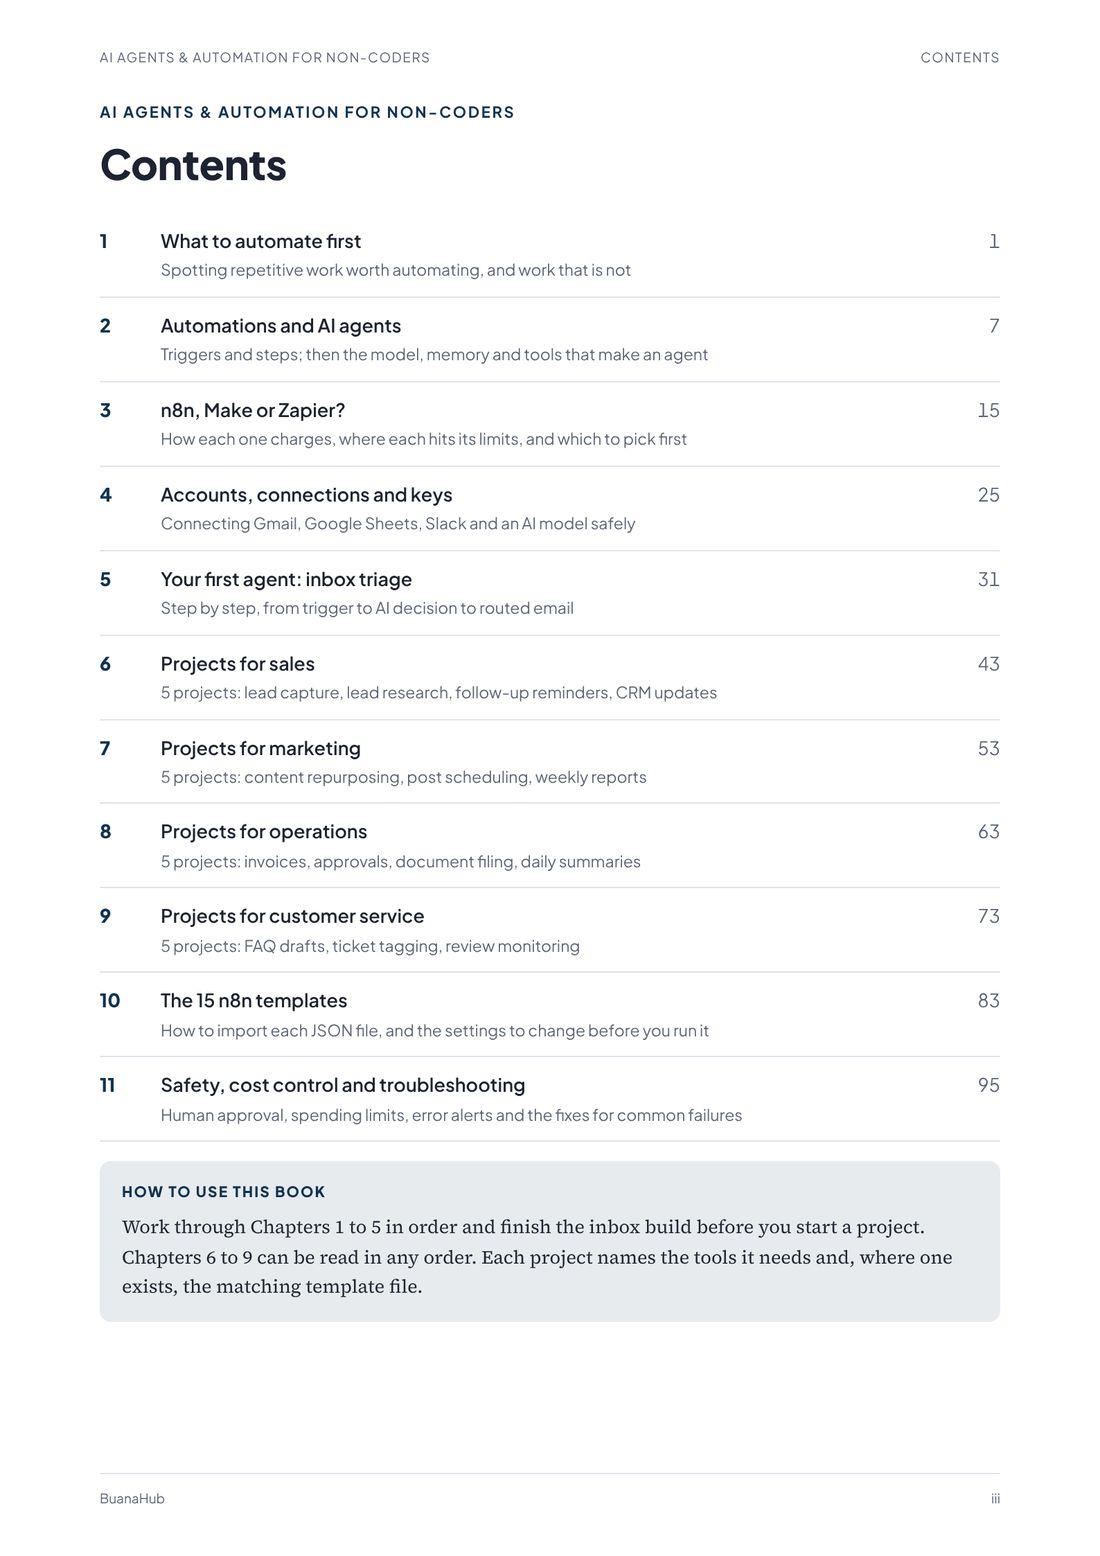 AI AGENTS & AUTOMATION FOR NON-CODERS CONTENTS
AI AGENTS & AUTOMATION FOR NON-CODERS
Contents
1 What to automate first 1
Spotting repetitive work worth automating, and work that is not
2 Automations and AI agents 7
Triggers and steps; then the model, memory and tools that make an agent
3 n8n, Make or Zapier? 15
How each one charges, where each hits its limits, and which to pick first
4 Accounts, connections and keys 25
Connecting Gmail, Google Sheets, Slack and an AI model safely
5 Your first agent: inbox triage 31
Step by step, from trigger to AI decision to routed email
6 Projects for sales 43
5 projects: lead capture, lead research, follow-up reminders, CRM updates
7 Projects for marketing 53
5 projects: content repurposing, post scheduling, weekly reports
8 Projects for operations 63
5 projects: invoices, approvals, document filing, daily summaries
9 Projects for customer service 73
5 projects: FAQ drafts, ticket tagging, review monitoring
10 The 15 n8n templates 83
How to import each JSON file, and the settings to change before you run it
11 Safety, cost control and troubleshooting 95
Human approval, spending limits, error alerts and the fixes for common failures
HOW TO USE THIS BOOK
Work through Chapters 1 to 5 in order and finish the inbox build before you start a project.
Chapters 6 to 9 can be read in any order. Each project names the tools it needs and, where one
exists, the matching template file.
BuanaHub iii